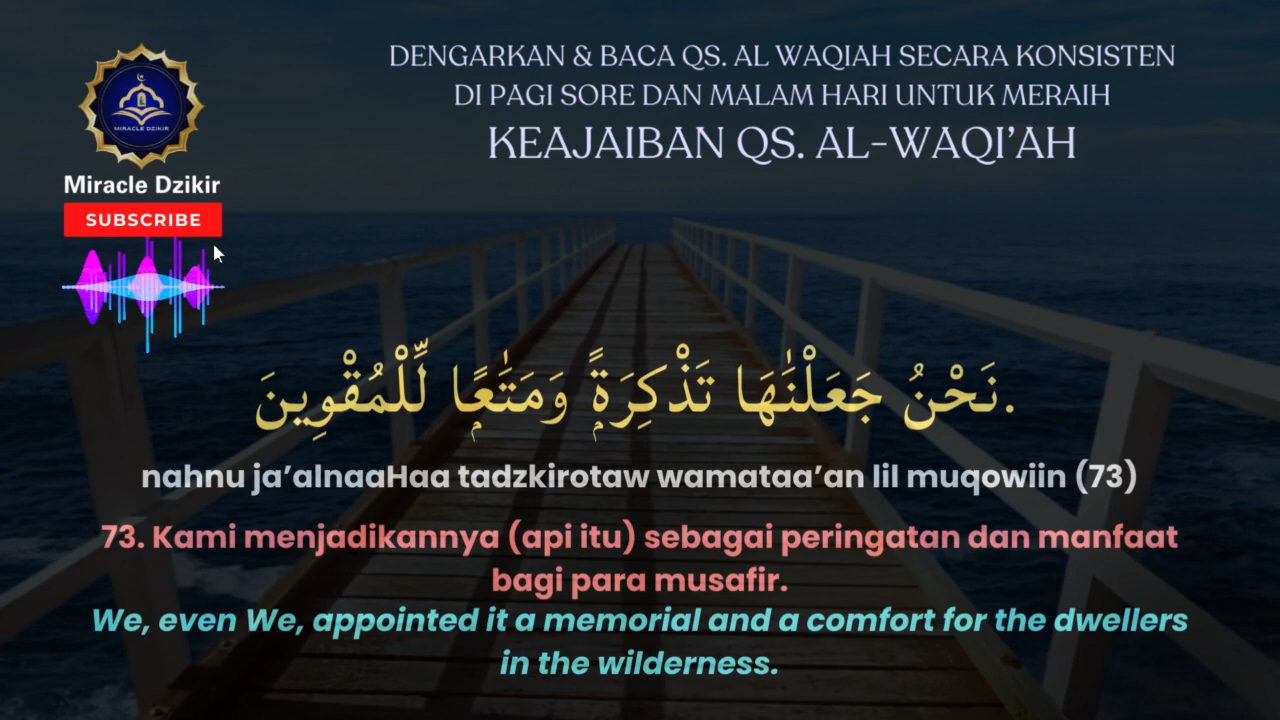 DENGARKAN & BACA QS. AL WAQIAH SECARA KONSISTEN
DI PAGI SORE DAN MALAM HARI UNTUK MERAIH
KEAJAIBAN QS. AL-WAQI’AH
MIRACLE DZIKIR
Miracle Dzikir
SUBSCRIBE
نَحْنُ جَعَلْنَٰهَا تَذْكِرَةًۭ وَمَتَٰعًۭا لِّلْمُقْوِينَ.
nahnu ja’alnaaHaa tadzkirotaw wamataa’an lil muqowiin (73)
73. Kami menjadikannya (api itu) sebagai peringatan dan manfaat
bagi para musafir.
We, even We, appointed it a memorial and a comfort for the dwellers
in the wilderness.